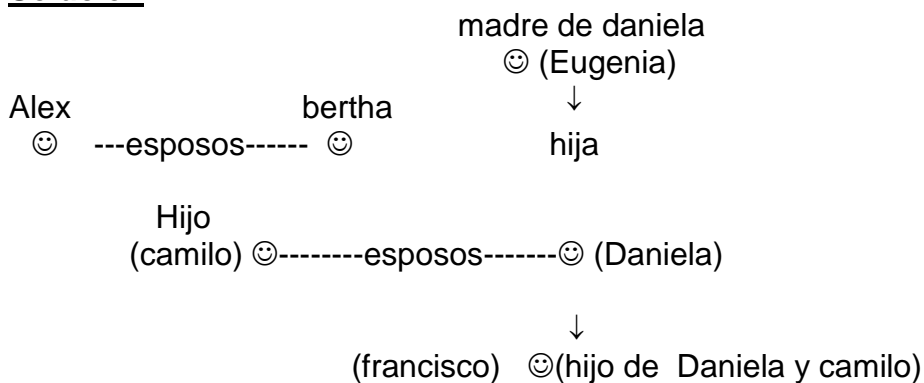 madre de daniela
☺ (Eugenia)
↓
Alex bertha
☺ ---esposos------ ☺ hija
Hijo
(camilo) ☺--------esposos-------☺ (Daniela)
↓
(francisco) ☺(hijo de Daniela y camilo)